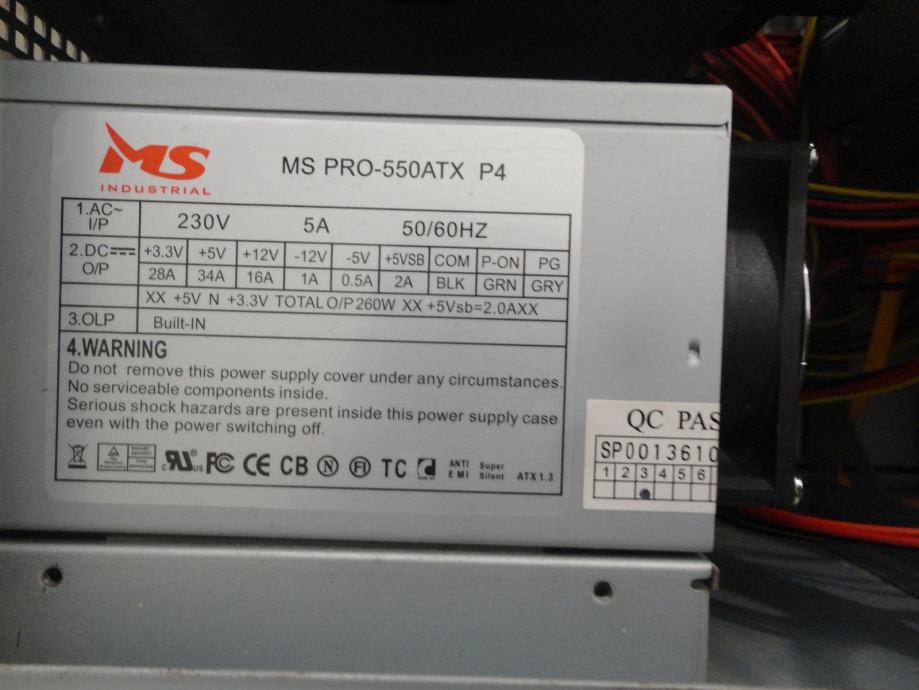 MS
INDUSTRIAL
MS PRO-550ATX P4
1.AC~ I/P 230V 5A 50/60HZ
2.DC O/P +3.3V +5V +12V -12V -5V +5VSB COM P-ON PG
28A 34A 16A 1A 0.5A 2A BLK GRN GRY
XX +5V N +3.3V TOTAL O/P 260W XX +5Vsb=2.0AXX
3.OLP Built-IN
4.WARNING
Do not remove this power supply cover under any circumstances.
No serviceable components inside.
Serious shock hazards are present inside this power supply case
even with the power switching off.
c RU us FC CE CB N FI TC ANTI EMI Super Silent ATX1.3
QC PAS
SP0013610
1 2 3 4 5 6